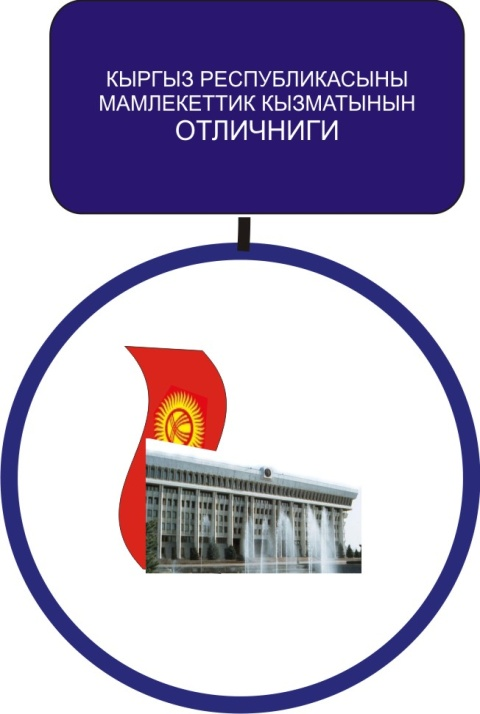 КЫРГЫЗ РЕСПУБЛИКАСЫНЫ
МАМЛЕКЕТТИК КЫЗМАТЫНЫН
ОТЛИЧНИГИ